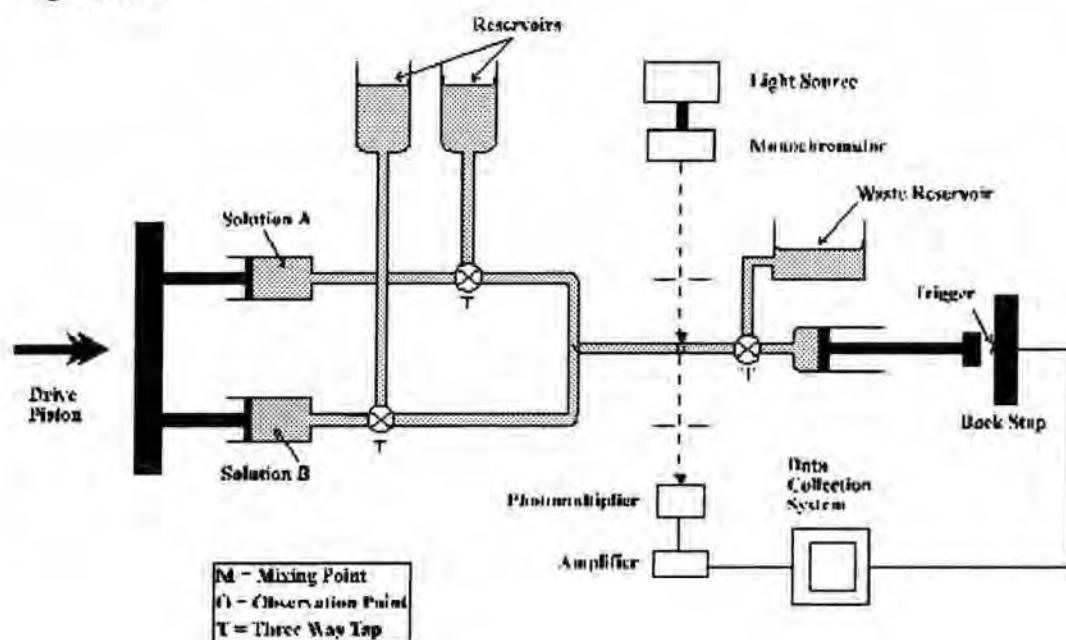 Reservoirs
Light Source
Monochromator
Waste Reservoir
Solution A
Trigger
T
T
Drive
Piston
T
Back Stop
Solution B
Data
Collection
System
Photomultiplier
Amplifier
M = Mixing Point
O = Observation Point
T = Three Way Tap